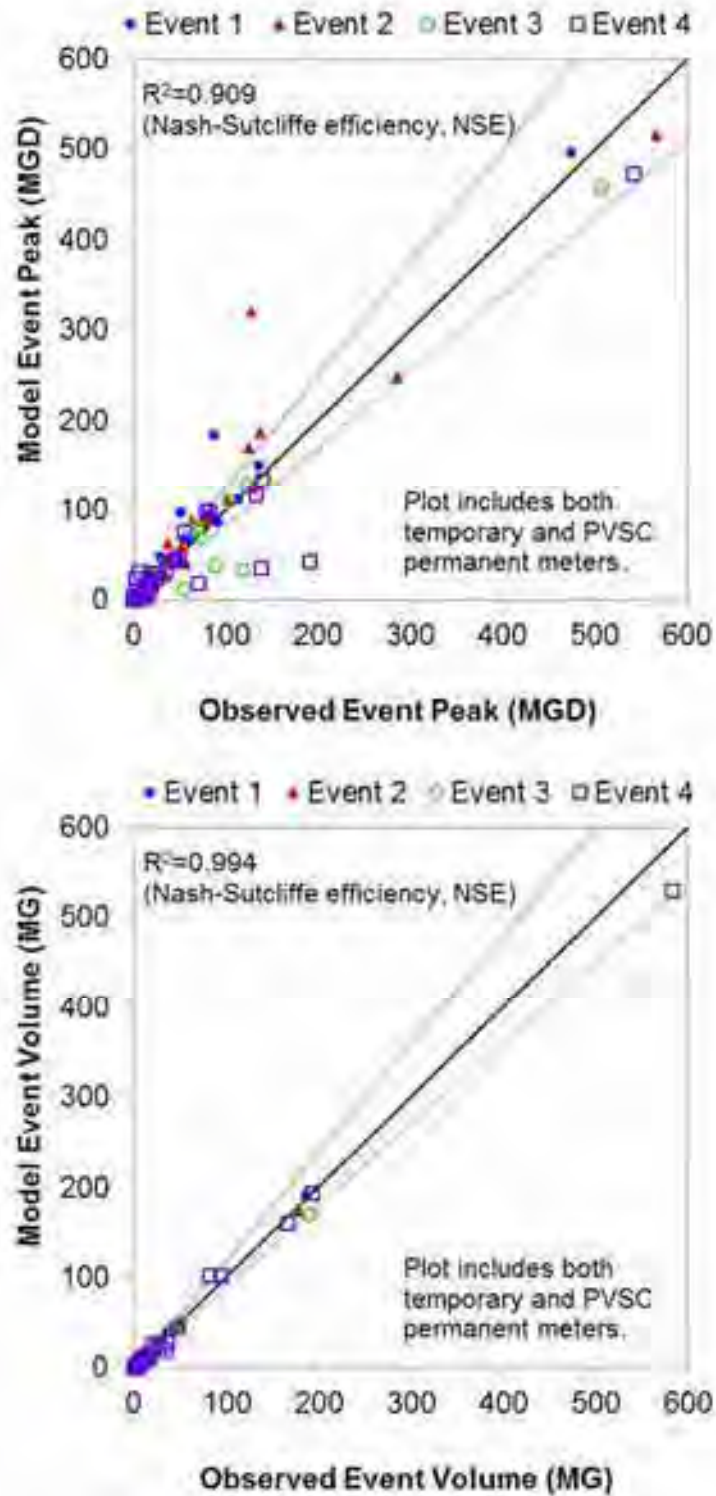 Event 1 Event 2 Event 3 Event 4
600
R²=0.909
(Nash-Sutcliffe efficiency, NSE)
500
400
300
200
100
0
Model Event Peak (MGD)
Plot includes both
temporary and PVSC
permanent meters.
0 100 200 300 400 500 600
Observed Event Peak (MGD)
Event 1 Event 2 Event 3 Event 4
600
R²=0.994
(Nash-Sutcliffe efficiency, NSE)
500
400
300
200
100
0
Model Event Volume (MG)
Plot includes both
temporary and PVSC
permanent meters.
0 100 200 300 400 500 600
Observed Event Volume (MG)